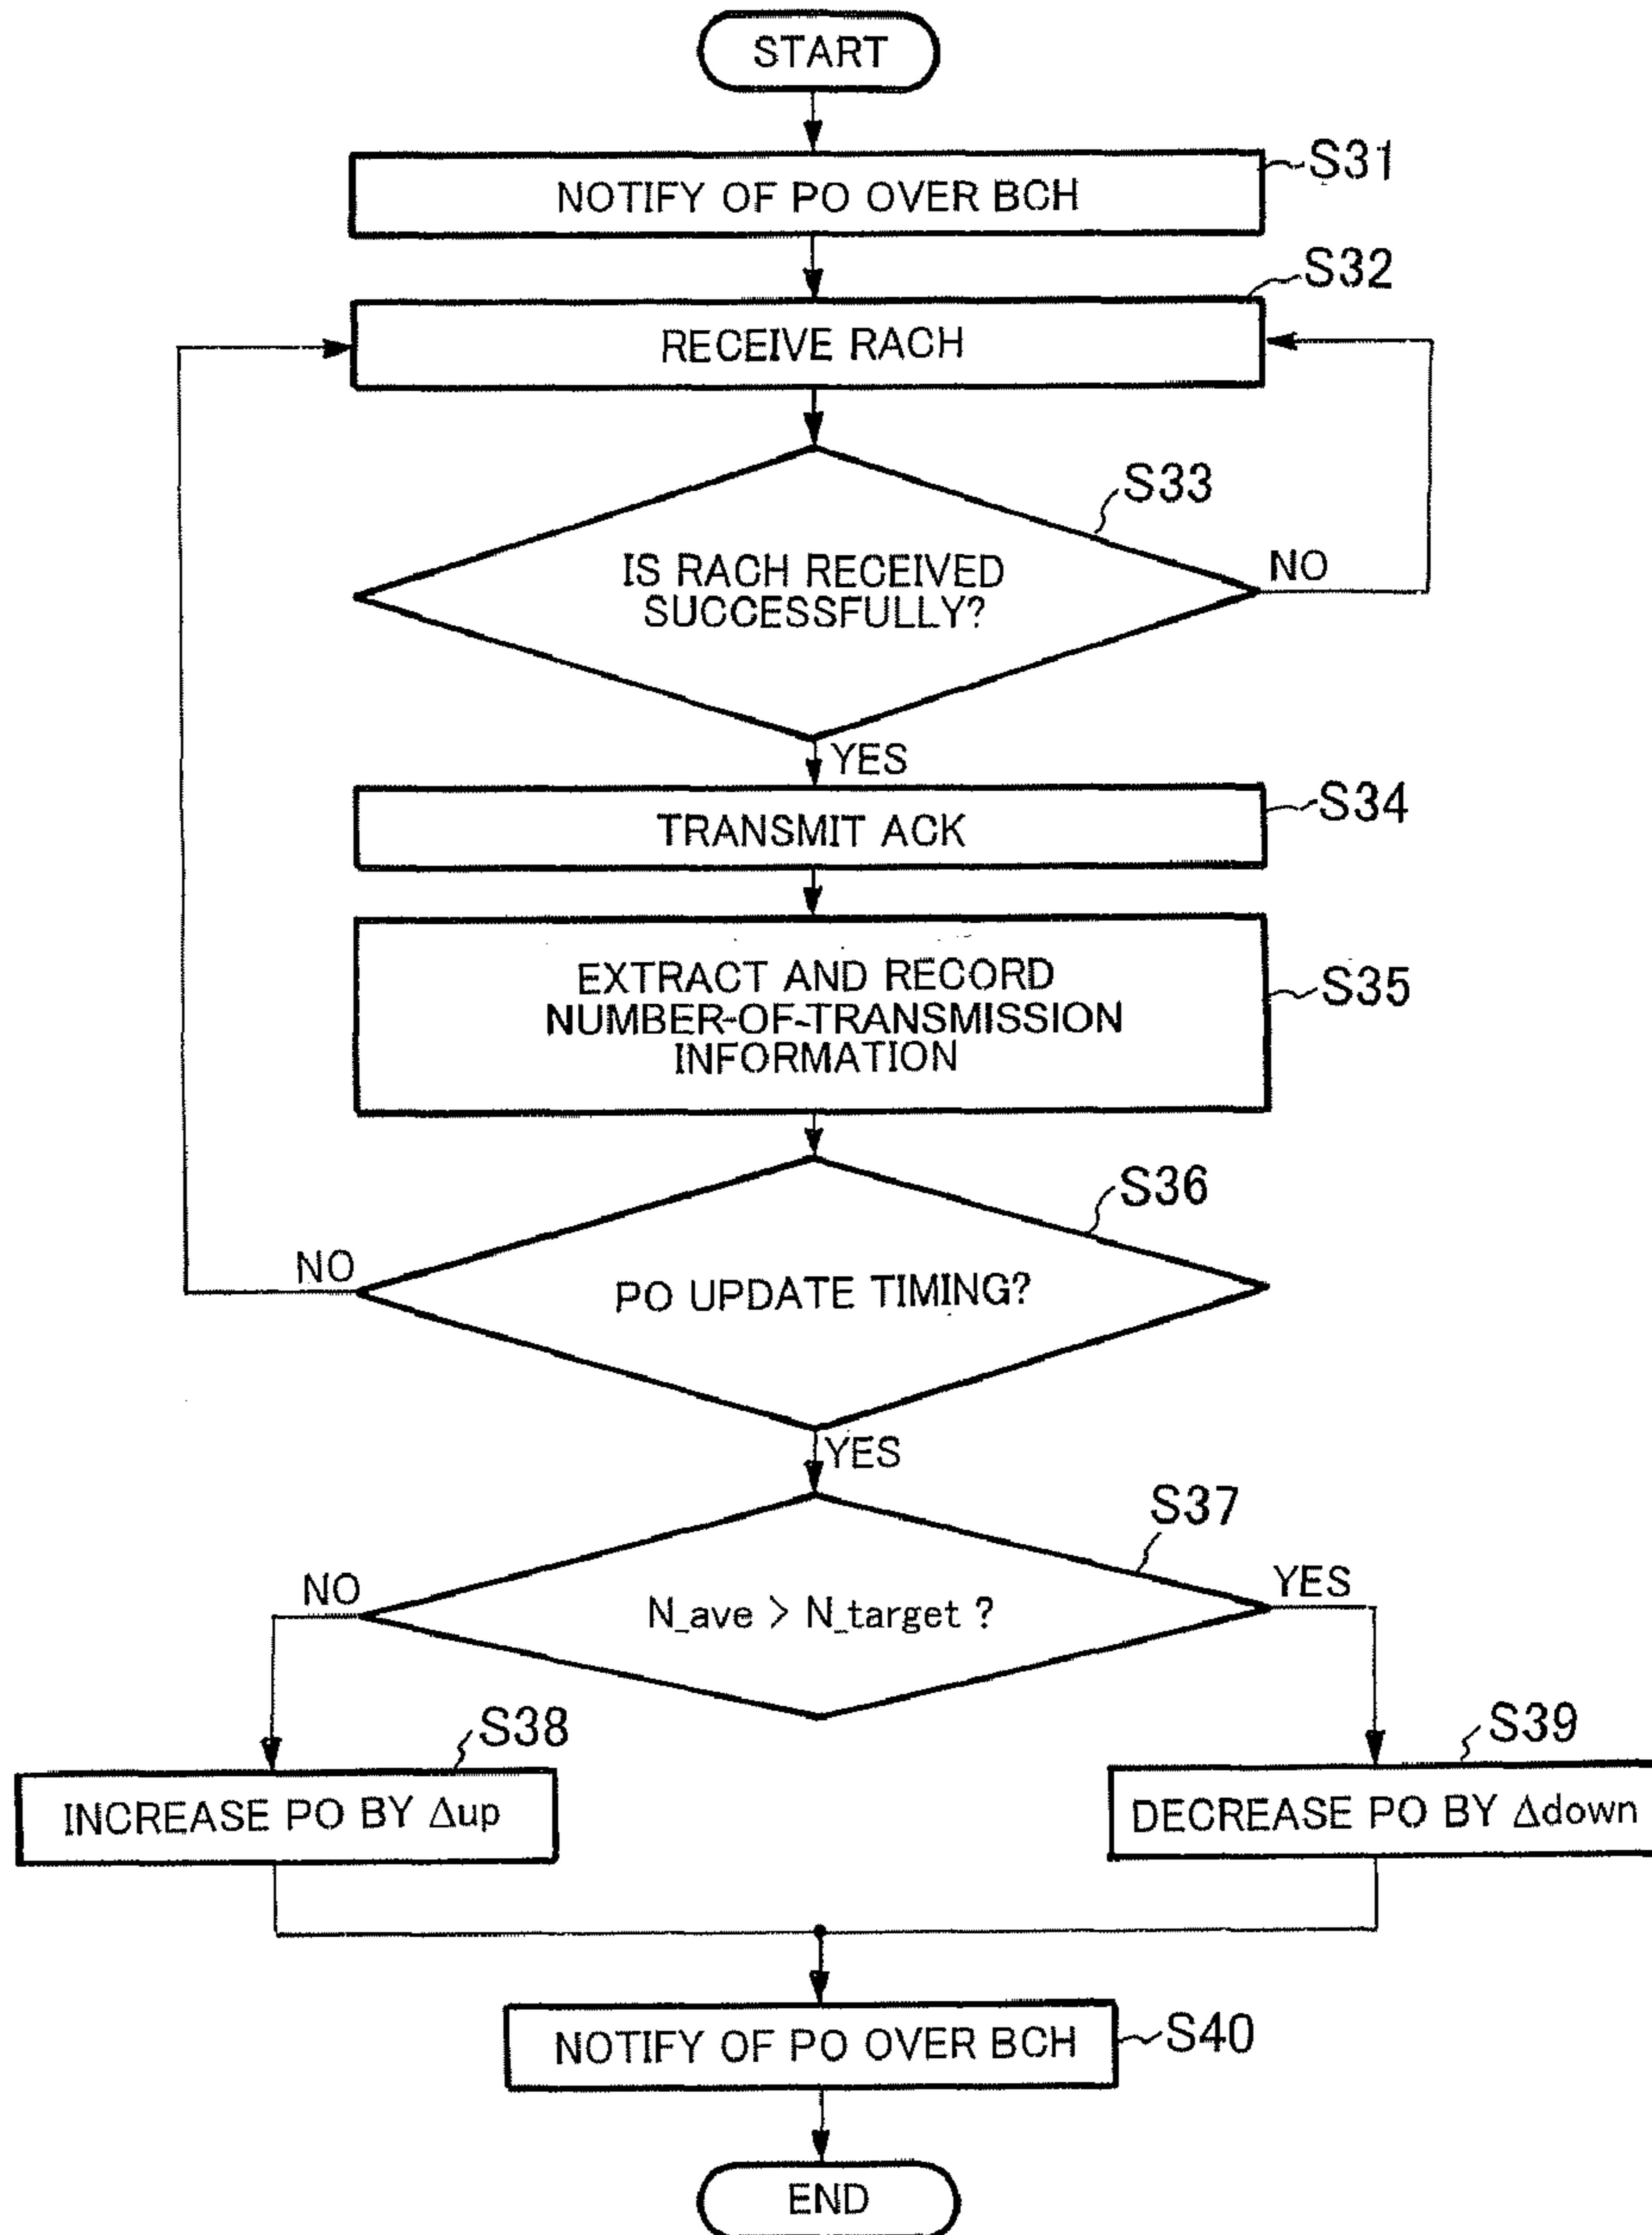 START
S31
NOTIFY OF PO OVER BCH
S32
RECEIVE RACH
S33
IS RACH RECEIVED
SUCCESSFULLY?
NO
YES
S34
TRANSMIT ACK
S35
EXTRACT AND RECORD
NUMBER-OF-TRANSMISSION
INFORMATION
S36
NO
PO UPDATE TIMING?
YES
S37
NO
N_ave > N_target ?
YES
S38
INCREASE PO BY Δup
S39
DECREASE PO BY Δdown
NOTIFY OF PO OVER BCH
S40
END